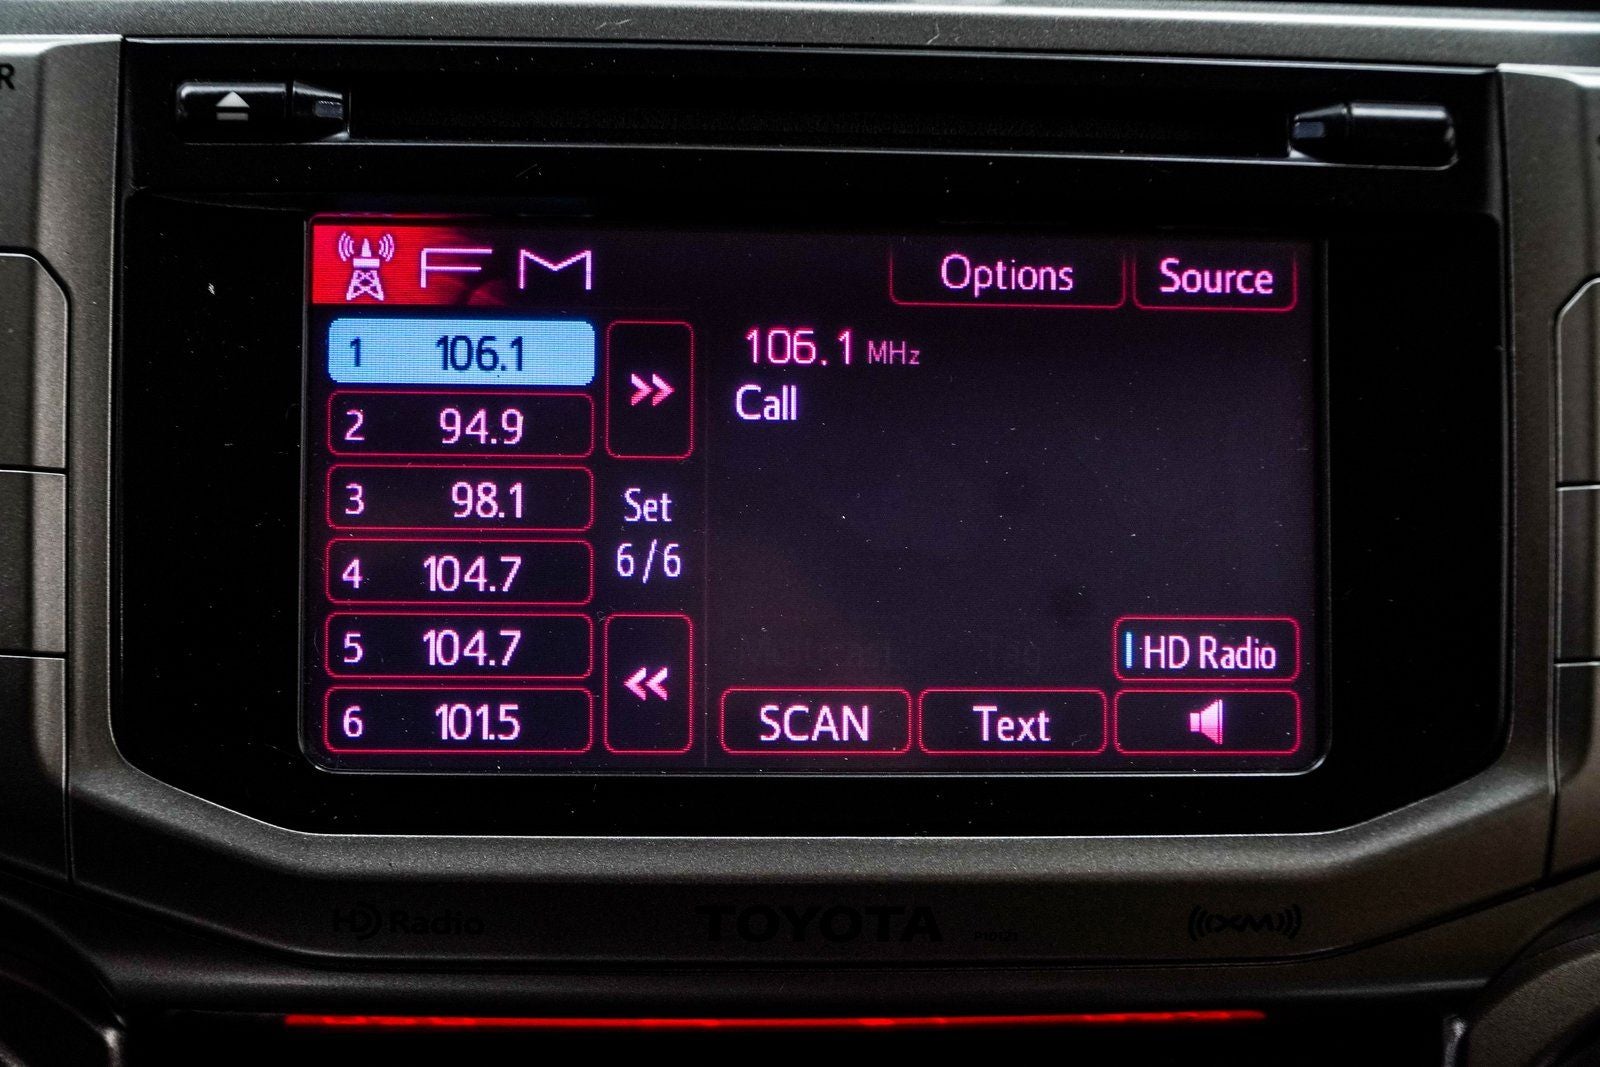 R
FM
Options
Source
1 106.1
2 94.9
3 98.1
4 104.7
5 104.7
6 101.5
Set
6/6
106.1 MHz
Call
HD Radio
SCAN
Text
HD Radio
TOYOTA
((XM))